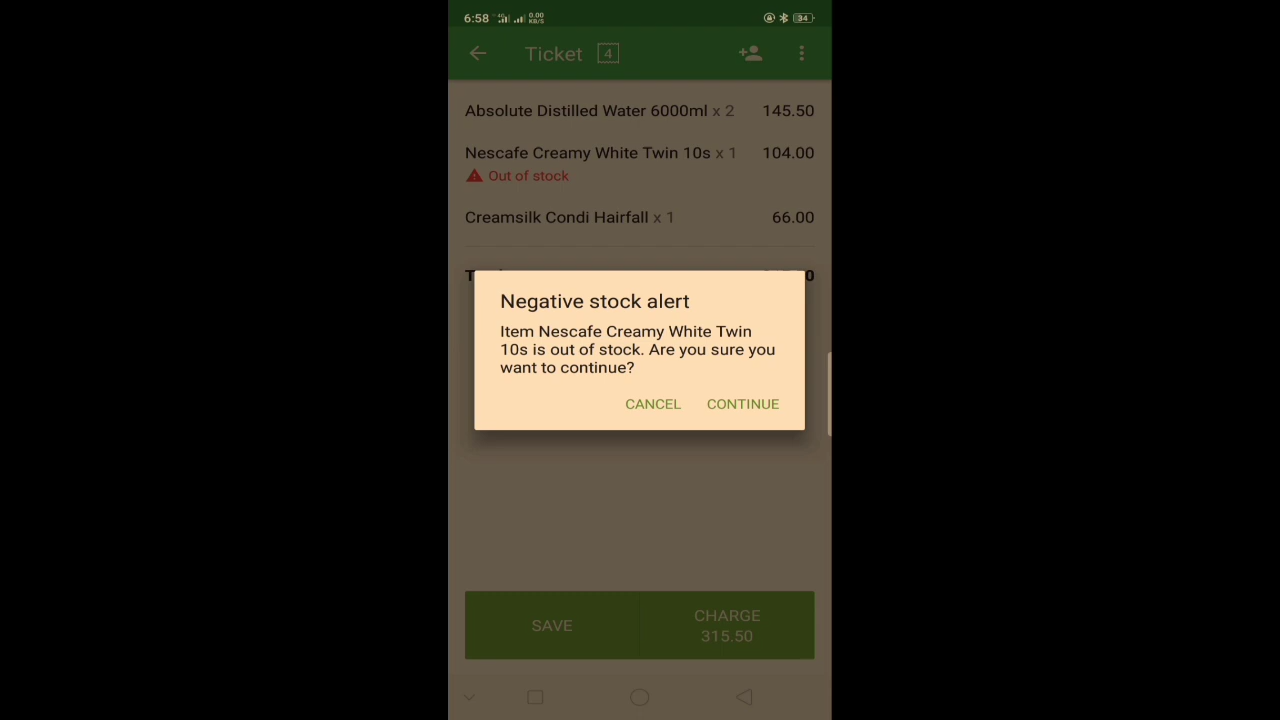 6:58 4G 0.00 KB/S 34
Ticket 4
Absolute Distilled Water 6000ml x 2 145.50
Nescafe Creamy White Twin 10s x 1 104.00
Out of stock
Creamsilk Condi Hairfall x 1 66.00
Negative stock alert
Item Nescafe Creamy White Twin
10s is out of stock. Are you sure you
want to continue?
CANCEL CONTINUE
SAVE CHARGE
315.50